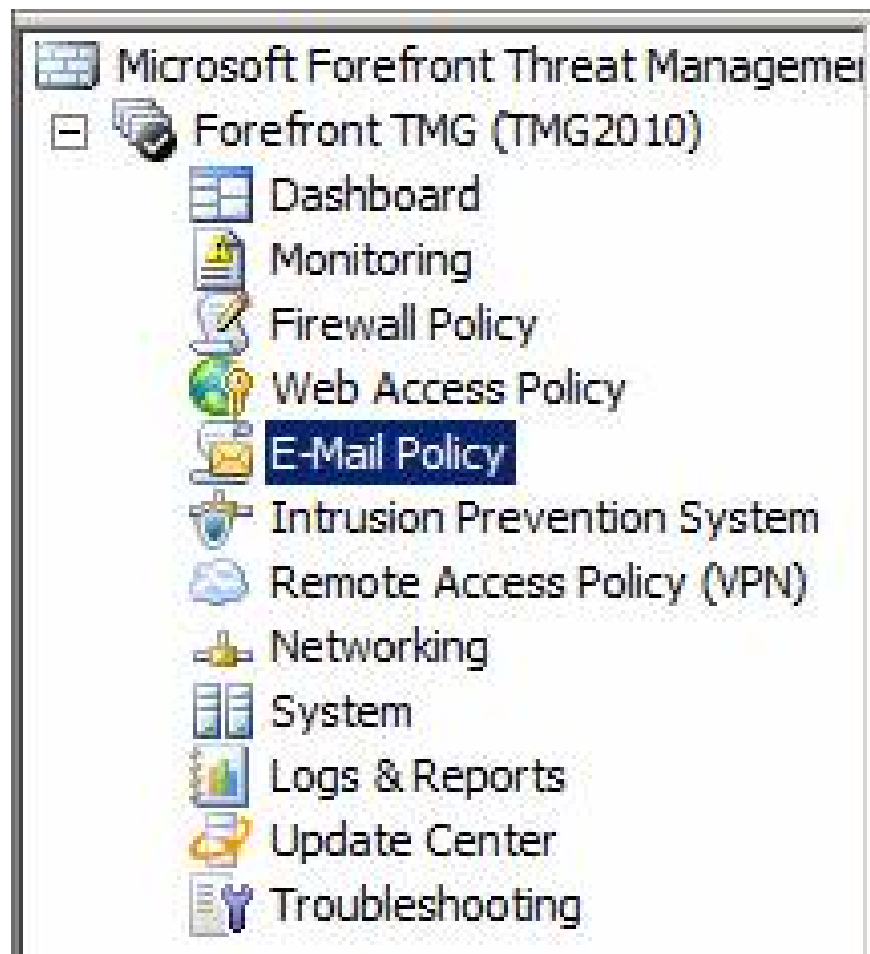 Microsoft Forefront Threat Managemen
Forefront TMG (TMG2010)
Dashboard
Monitoring
Firewall Policy
Web Access Policy
E-Mail Policy
Intrusion Prevention System
Remote Access Policy (VPN)
Networking
System
Logs & Reports
Update Center
Troubleshooting